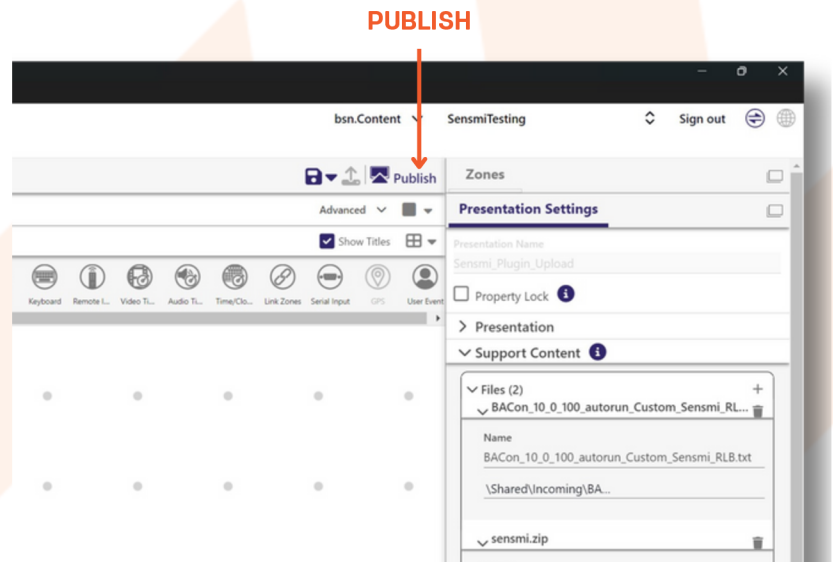 PUBLISH
bsn.Content
SensmiTesting
Sign out
Publish
Zones
Advanced
Presentation Settings
Show Titles
Presentation Name
Sensmi_Plugin_Upload
Keyboard
Remote I...
Video Ti...
Audio Ti...
Time/Clo...
Link Zones
Serial Input
GPS
User Event
Property Lock
Presentation
Support Content
Files (2)
BACon_10_0_100_autorun_Custom_Sensmi_RL...
Name
BACon_10_0_100_autorun_Custom_Sensmi_RLB.txt
\Shared\Incoming\BA...
sensmi.zip